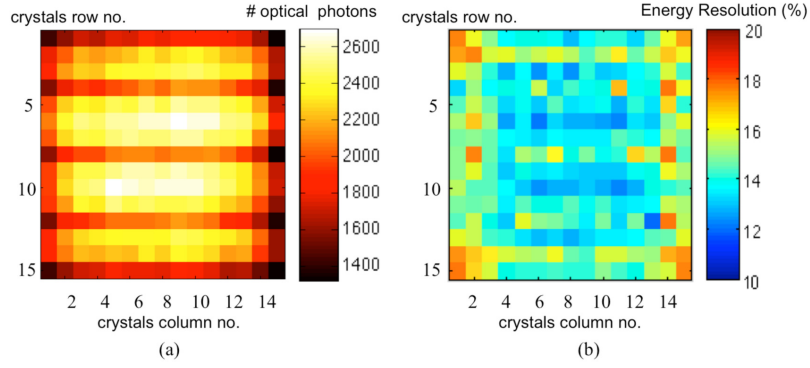 crystals row no.
# optical photons
5
10
15
2 4 6 8 10 12 14
crystals column no.
2600
2400
2200
2000
1800
1600
1400
(a)
crystals row no.
Energy Resolution (%)
5
10
15
2 4 6 8 10 12 14
crystals column no.
20
18
16
14
12
10
(b)